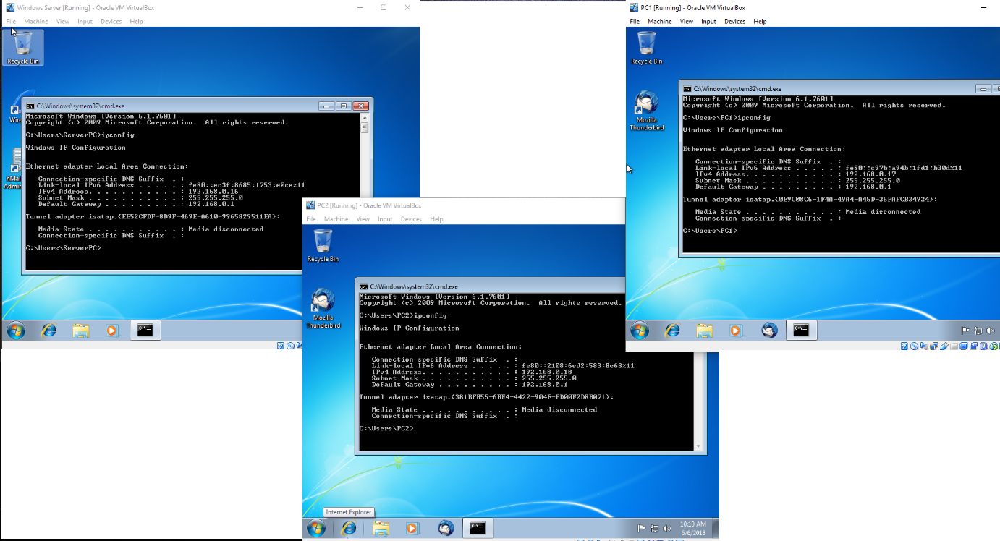 Windows Server [Running] - Oracle VM VirtualBox
File Machine View Input Devices Help
Recycle Bin
Wire
hMail
Admin
C:\Windows\system32\cmd.exe
Microsoft Windows [Version 6.1.7601]
Copyright (c) 2009 Microsoft Corporation. All rights reserved.
C:\Users\ServerPC>ipconfig
Windows IP Configuration
Ethernet adapter Local Area Connection:
Connection-specific DNS Suffix . :
Link-local IPv6 Address . . . . . : fe80::ec3f:8685:1753:e0ce%11
IPv4 Address. . . . . . . . . . . : 192.168.0.16
Subnet Mask . . . . . . . . . . . : 255.255.255.0
Default Gateway . . . . . . . . . : 192.168.0.1
Tunnel adapter isatap.{EE52CFDF-8D9F-469E-A610-9965829511EA}:
Media State . . . . . . . . . . . : Media disconnected
Connection-specific DNS Suffix . :
C:\Users\ServerPC>
PC2 [Running] - Oracle VM VirtualBox
File Machine View Input Devices Help
Recycle Bin
Mozilla
Thunderbird
C:\Windows\system32\cmd.exe
Microsoft Windows [Version 6.1.7601]
Copyright (c) 2009 Microsoft Corporation. All rights reserved.
C:\Users\PC2>ipconfig
Windows IP Configuration
Ethernet adapter Local Area Connection:
Connection-specific DNS Suffix . :
Link-local IPv6 Address . . . . . : fe80::2108:6ed2:583:8e68%11
IPv4 Address. . . . . . . . . . . : 192.168.0.18
Subnet Mask . . . . . . . . . . . : 255.255.255.0
Default Gateway . . . . . . . . . : 192.168.0.1
Tunnel adapter isatap.{381BFB55-6BE4-4422-904E-FD00F2D8B071}:
Media State . . . . . . . . . . . : Media disconnected
Connection-specific DNS Suffix . :
C:\Users\PC2>
Internet Explorer
10:10 AM
6/6/2018
PC1 [Running] - Oracle VM VirtualBox
File Machine View Input Devices Help
Recycle Bin
Mozilla
Thunderbird
C:\Windows\system32\cmd.exe
Microsoft Windows [Version 6.1.7601]
Copyright (c) 2009 Microsoft Corporation. All rights reserved.
C:\Users\PC1>ipconfig
Windows IP Configuration
Ethernet adapter Local Area Connection:
Connection-specific DNS Suffix . :
Link-local IPv6 Address . . . . . : fe80::c97b:a94b:1fd1:b30d%11
IPv4 Address. . . . . . . . . . . : 192.168.0.17
Subnet Mask . . . . . . . . . . . : 255.255.255.0
Default Gateway . . . . . . . . . : 192.168.0.1
Tunnel adapter isatap.{0E9C08C6-1F4A-49A4-A45D-36FAFCB34924}:
Media State . . . . . . . . . . . : Media disconnected
Connection-specific DNS Suffix . :
C:\Users\PC1>